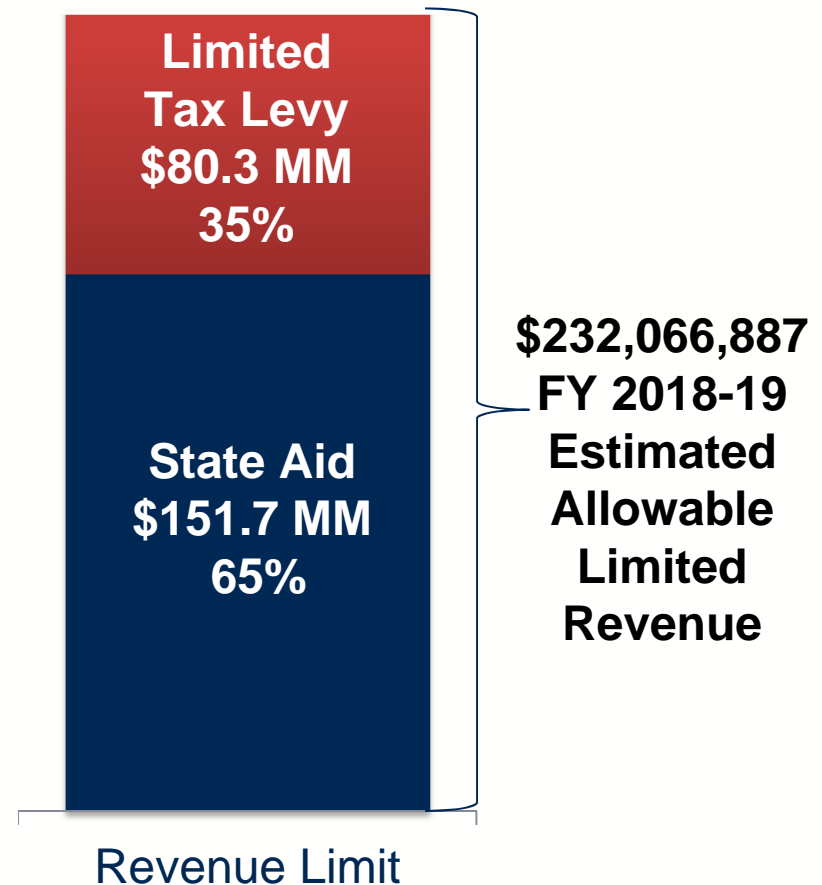 Limited
Tax Levy
$80.3 MM
35%
State Aid
$151.7 MM
65%
$232,066,887
FY 2018-19
Estimated
Allowable
Limited
Revenue
Revenue Limit